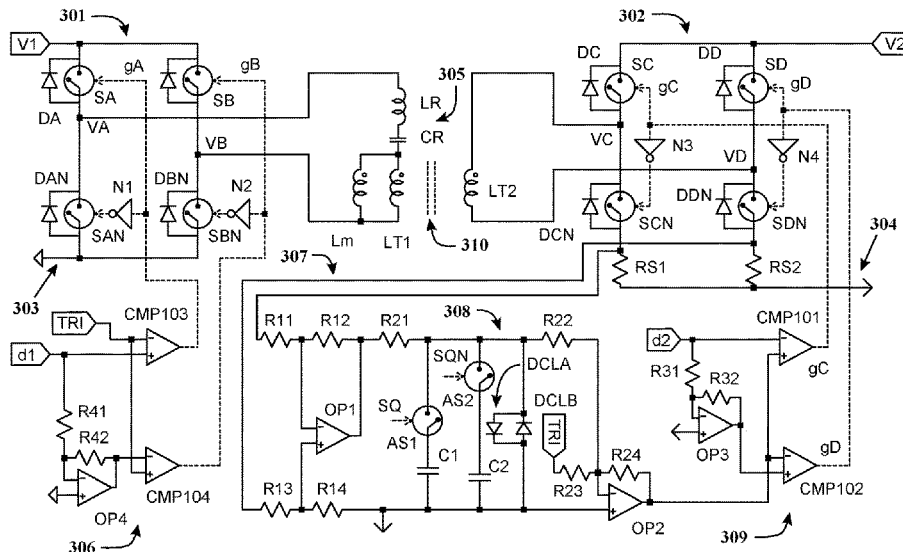 301
302
V1
V2
gA
gB
305
DC
SC
DD
SD
SA
SB
LR
gC
gD
DA
VA
VB
CR
VC
VD
N3
N4
DAN
N1
DBN
N2
LT2
DDN
SAN
SBN
Lm
LT1
DCN
SCN
SDN
310
304
303
307
RS1
RS2
TRI
CMP103
308
CMP101
d1
R11
R12
R21
R22
d2
SQN
DCLA
R31
R32
gC
R41
OP1
SQ
AS2
DCLB
R42
AS1
TRI
OP3
gD
C1
C2
R23
R24
CMP104
R13
R14
CMP102
OP4
OP2
306
309